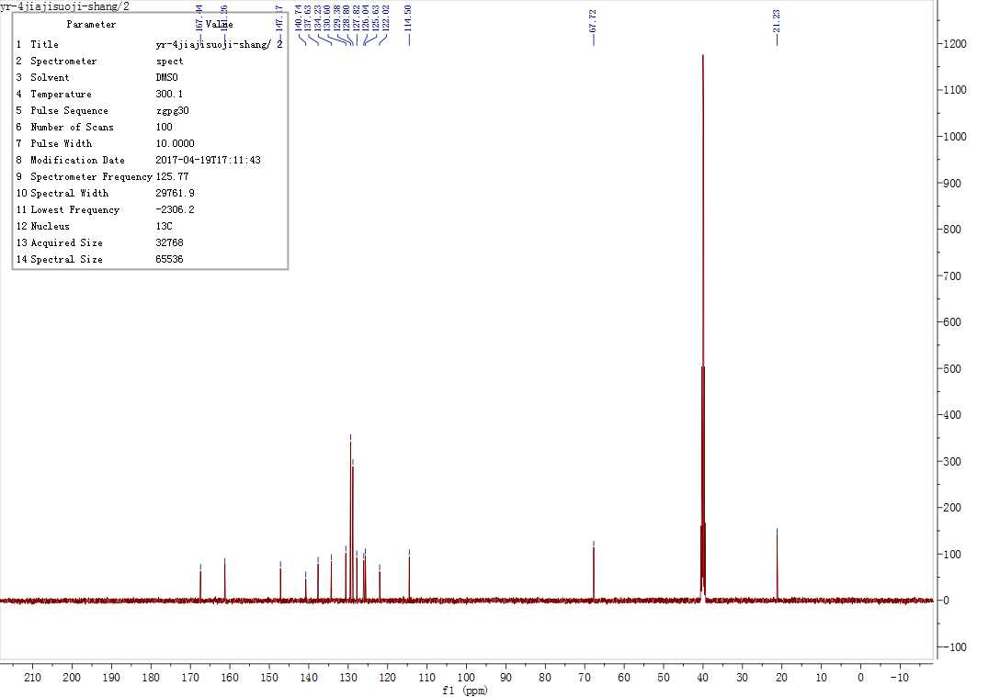 yr-4jiajisuoji-shang/2
Parameter Value
1 Title yr-4jiajisuoji-shang/ 2
2 Spectrometer spect
3 Solvent DMSO
4 Temperature 300.1
5 Pulse Sequence zgpg30
6 Number of Scans 100
7 Pulse Width 10.0000
8 Modification Date 2017-04-19T17:11:43
9 Spectrometer Frequency 125.77
10 Spectral Width 29761.9
11 Lowest Frequency -2306.2
12 Nucleus 13C
13 Acquired Size 32768
14 Spectral Size 65536
167.44
147.17
140.74
137.63
134.23
130.60
129.38
128.80
127.82
126.04
125.63
122.02
114.50
67.72
21.23
1200
1100
1000
900
800
700
600
500
400
300
200
100
0
-100
210 200 190 180 170 160 150 140 130 120 110 100 90 80 70 60 50 40 30 20 10 0 -10
f1 (ppm)